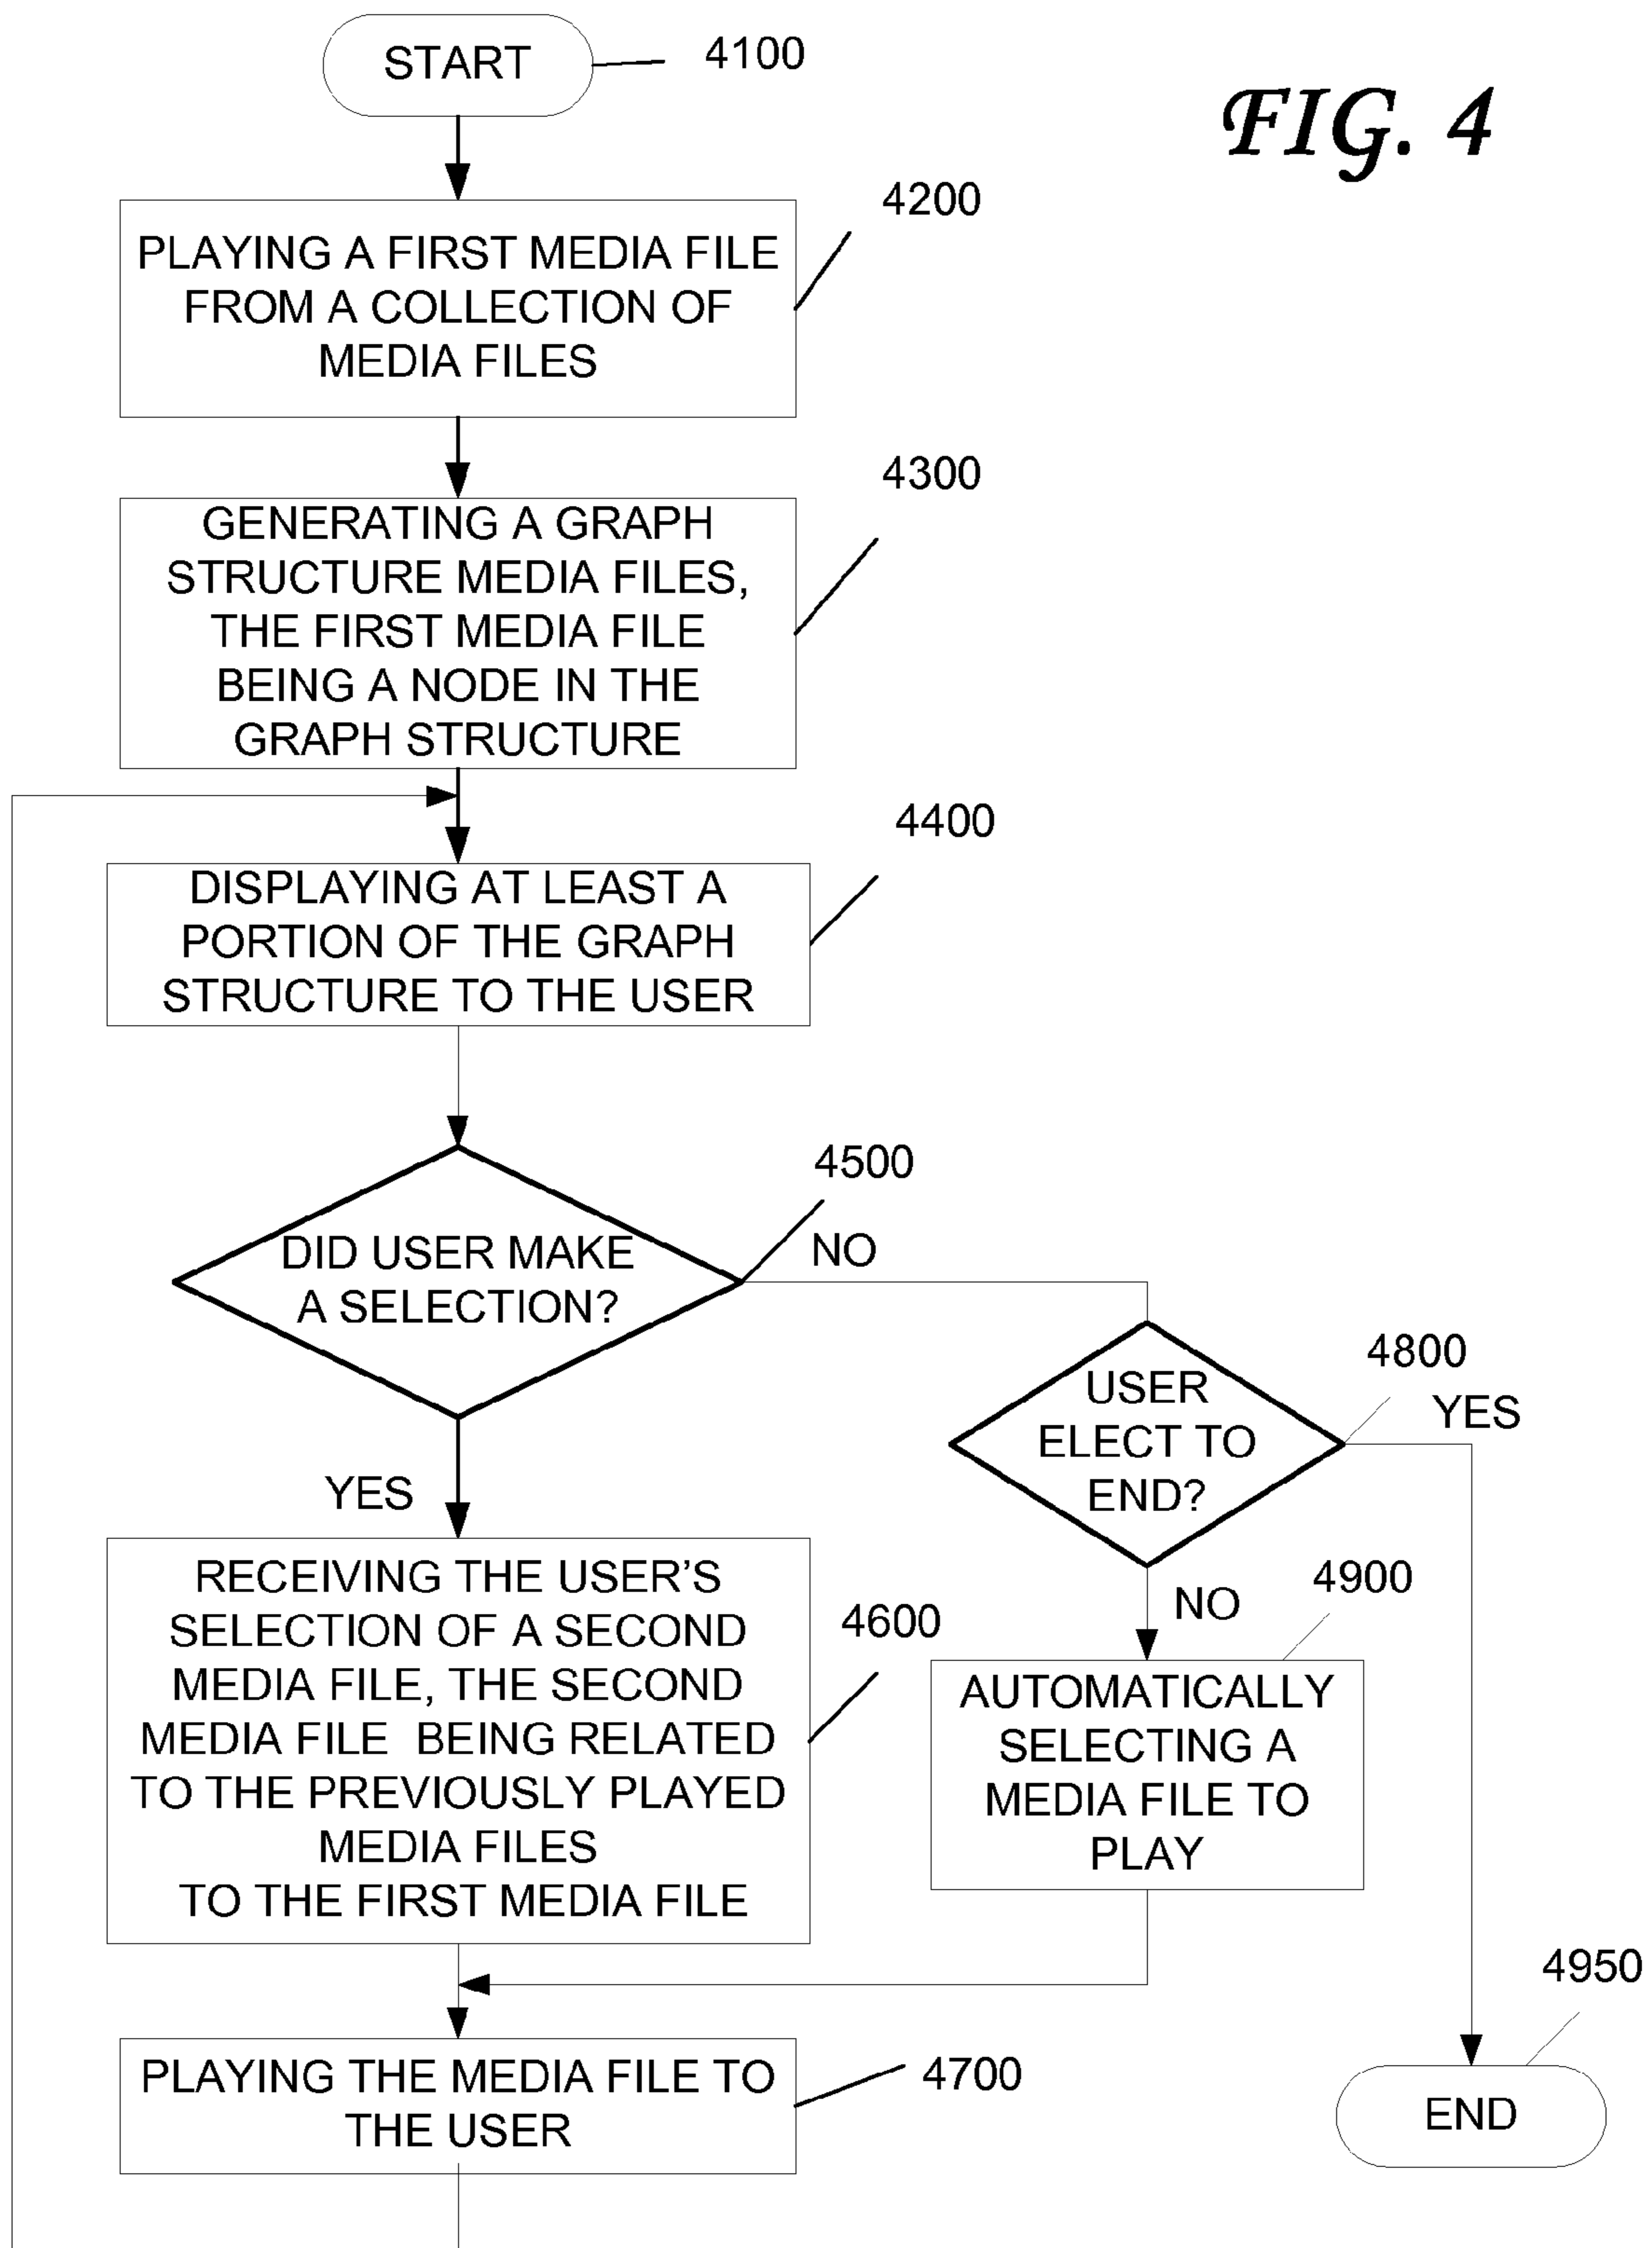 START
4100
FIG. 4
4200
PLAYING A FIRST MEDIA FILE
FROM A COLLECTION OF
MEDIA FILES
4300
GENERATING A GRAPH
STRUCTURE MEDIA FILES,
THE FIRST MEDIA FILE
BEING A NODE IN THE
GRAPH STRUCTURE
4400
DISPLAYING AT LEAST A
PORTION OF THE GRAPH
STRUCTURE TO THE USER
4500
DID USER MAKE
A SELECTION?
NO
4800
USER
ELECT TO
END?
YES
YES
NO
4900
RECEIVING THE USER’S
SELECTION OF A SECOND
MEDIA FILE, THE SECOND
MEDIA FILE BEING RELATED
TO THE PREVIOUSLY PLAYED
MEDIA FILES
TO THE FIRST MEDIA FILE
4600
AUTOMATICALLY
SELECTING A
MEDIA FILE TO
PLAY
4950
PLAYING THE MEDIA FILE TO
THE USER
4700
END